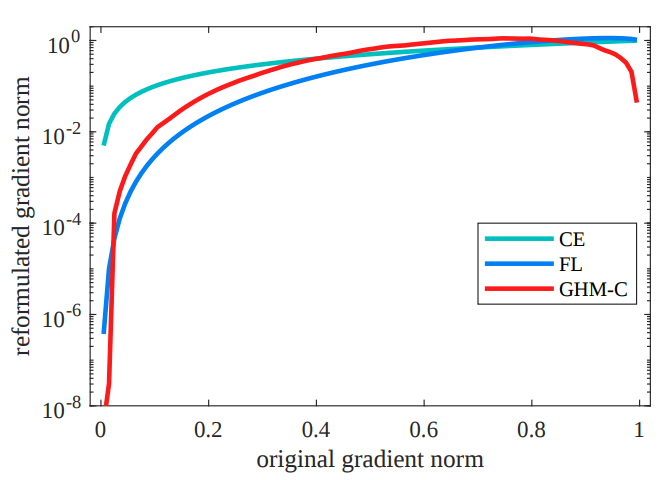 reformulated gradient norm
10^0
10^-2
10^-4
10^-6
10^-8
CE
FL
GHM-C
0 0.2 0.4 0.6 0.8 1
original gradient norm